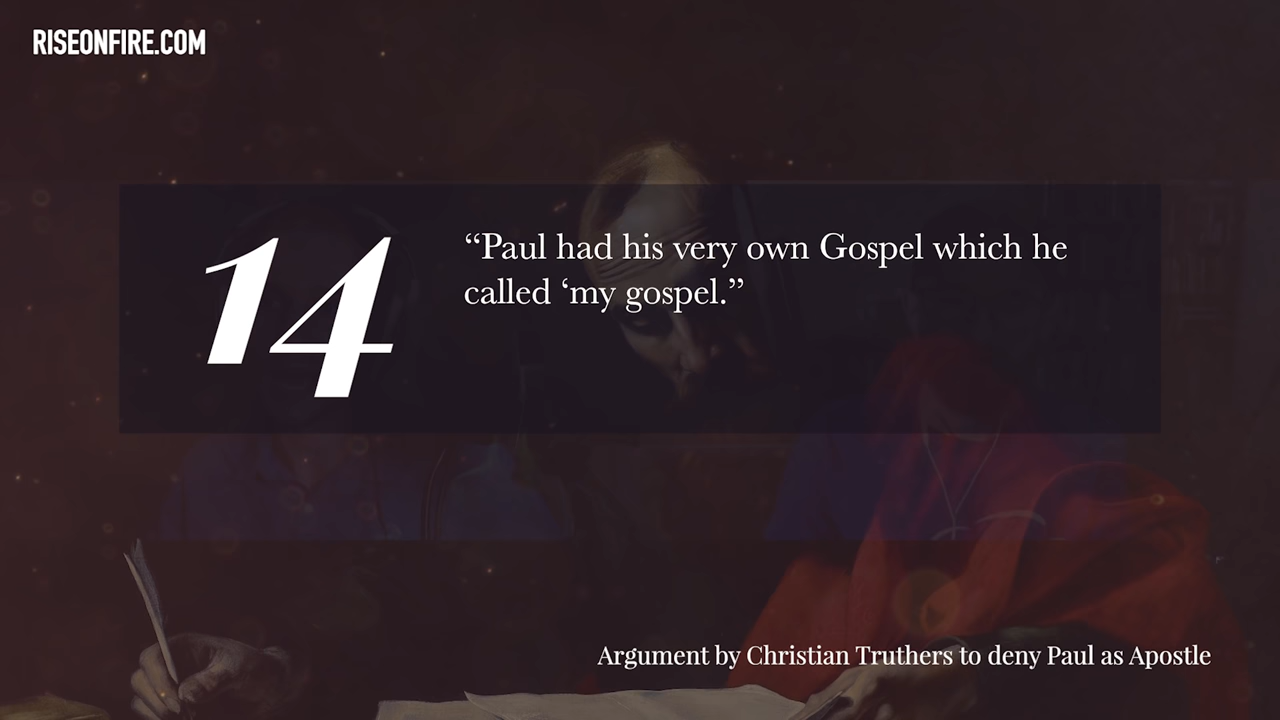 RISEONFIRE.COM
14
“Paul had his very own Gospel which he
called ‘my gospel.”
Argument by Christian Truthers to deny Paul as Apostle